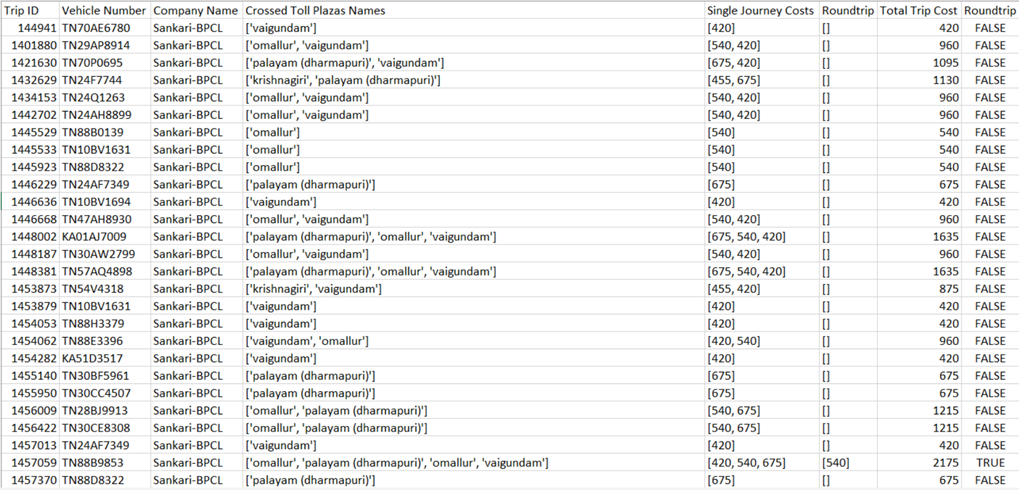 Trip ID Vehicle Number Company Name Crossed Toll Plazas Names Single Journey Costs Roundtrip Total Trip Cost Roundtrip
144941 TN70AE6780 Sankari-BPCL ['vaigundam'] [420] [] 420 FALSE
1401880 TN29AP8914 Sankari-BPCL ['omallur', 'vaigundam'] [540, 420] [] 960 FALSE
1421630 TN70P0695 Sankari-BPCL ['palayam (dharmapuri)', 'vaigundam'] [675, 420] [] 1095 FALSE
1432629 TN24F7744 Sankari-BPCL ['krishnagiri', 'palayam (dharmapuri)'] [455, 675] [] 1130 FALSE
1434153 TN24Q1263 Sankari-BPCL ['omallur', 'vaigundam'] [540, 420] [] 960 FALSE
1442702 TN24AH8899 Sankari-BPCL ['omallur', 'vaigundam'] [540, 420] [] 960 FALSE
1445529 TN88B0139 Sankari-BPCL ['omallur'] [540] [] 540 FALSE
1445533 TN10BV1631 Sankari-BPCL ['omallur'] [540] [] 540 FALSE
1445923 TN88D8322 Sankari-BPCL ['omallur'] [540] [] 540 FALSE
1446229 TN24AF7349 Sankari-BPCL ['palayam (dharmapuri)'] [675] [] 675 FALSE
1446636 TN10BV1694 Sankari-BPCL ['vaigundam'] [420] [] 420 FALSE
1446668 TN47AH8930 Sankari-BPCL ['omallur', 'vaigundam'] [540, 420] [] 960 FALSE
1448002 KA01AJ7009 Sankari-BPCL ['palayam (dharmapuri)', 'omallur', 'vaigundam'] [675, 540, 420] [] 1635 FALSE
1448187 TN30AW2799 Sankari-BPCL ['omallur', 'vaigundam'] [540, 420] [] 960 FALSE
1448381 TN57AQ4898 Sankari-BPCL ['palayam (dharmapuri)', 'omallur', 'vaigundam'] [675, 540, 420] [] 1635 FALSE
1453873 TN54V4318 Sankari-BPCL ['krishnagiri', 'vaigundam'] [455, 420] [] 875 FALSE
1453879 TN10BV1631 Sankari-BPCL ['vaigundam'] [420] [] 420 FALSE
1454053 TN88H3379 Sankari-BPCL ['vaigundam'] [420] [] 420 FALSE
1454062 TN88E3396 Sankari-BPCL ['vaigundam', 'omallur'] [420, 540] [] 960 FALSE
1454282 KA51D3517 Sankari-BPCL ['vaigundam'] [420] [] 420 FALSE
1455140 TN30BF5961 Sankari-BPCL ['palayam (dharmapuri)'] [675] [] 675 FALSE
1455950 TN30CC4507 Sankari-BPCL ['palayam (dharmapuri)'] [675] [] 675 FALSE
1456009 TN28BJ9913 Sankari-BPCL ['omallur', 'palayam (dharmapuri)'] [540, 675] [] 1215 FALSE
1456422 TN30CE8308 Sankari-BPCL ['omallur', 'palayam (dharmapuri)'] [540, 675] [] 1215 FALSE
1457013 TN24AF7349 Sankari-BPCL ['vaigundam'] [420] [] 420 FALSE
1457059 TN88B9853 Sankari-BPCL ['omallur', 'palayam (dharmapuri)', 'omallur', 'vaigundam'] [420, 540, 675] [540] 2175 TRUE
1457370 TN88D8322 Sankari-BPCL ['palayam (dharmapuri)'] [675] [] 675 FALSE